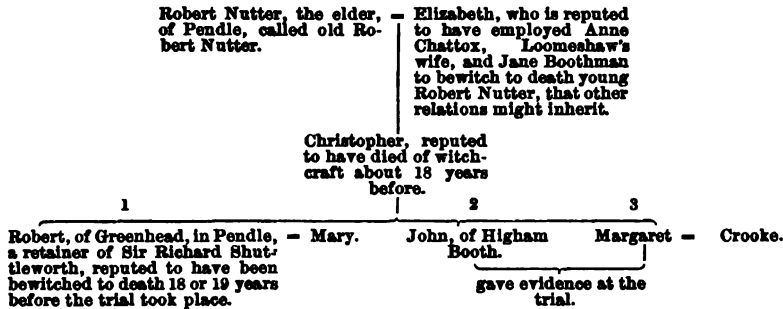 Robert Nutter, the elder,
of Pendle, called old Ro-
bert Nutter.
=
Elizabeth, who is reputed
to have employed Anne
Chattox, Loomeshaw's
wife, and Jane Boothman
to bewitch to death young
Robert Nutter, that other
relations might inherit.
Christopher, reputed
to have died of witch-
craft about 18 years
before.
1 2 3
Robert, of Greenhead, in Pendle,
a retainer of Sir Richard Shut-
tleworth, reputed to have been
bewitched to death 18 or 19 years
before the trial took place.
= Mary.
John, of Higham
Booth.
Margaret = Crooke.
gave evidence at the
trial.